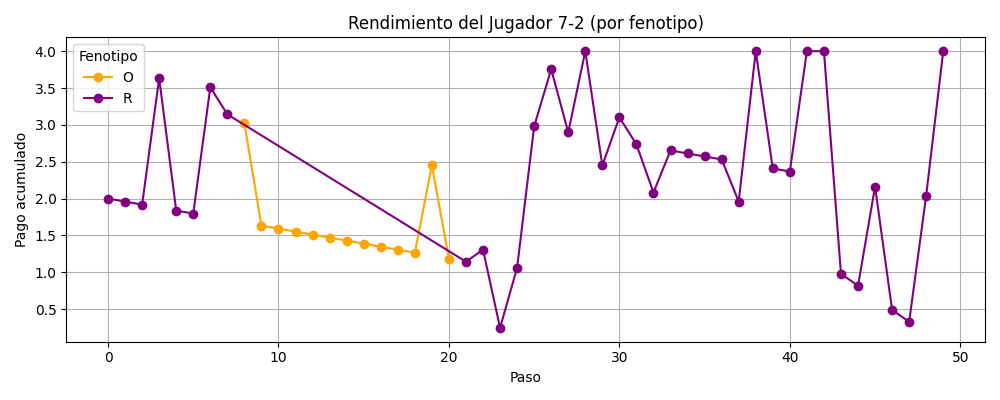 Rendimiento del Jugador 7-2 (por fenotipo)
Fenotipo
O
R
Pago acumulado
4.0
3.5
3.0
2.5
2.0
1.5
1.0
0.5
0 10 20 30 40 50
Paso